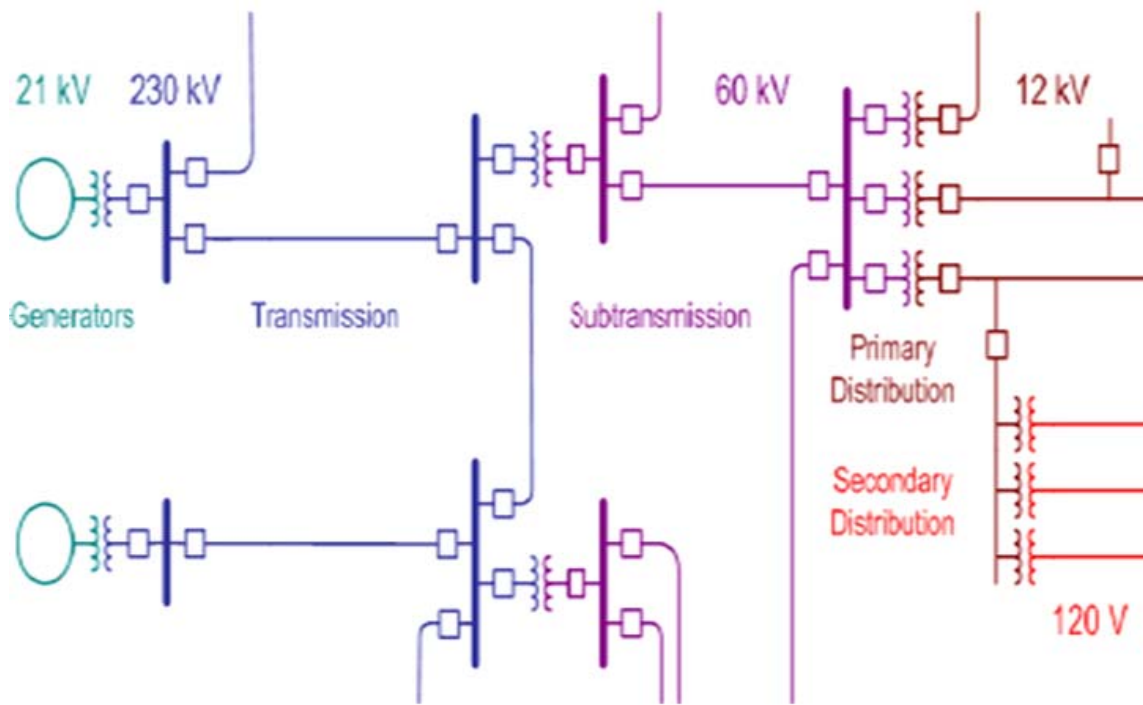 21 kV
230 kV
60 kV
12 kV
Generators
Transmission
Subtransmission
Primary
Distribution
Secondary
Distribution
120 V